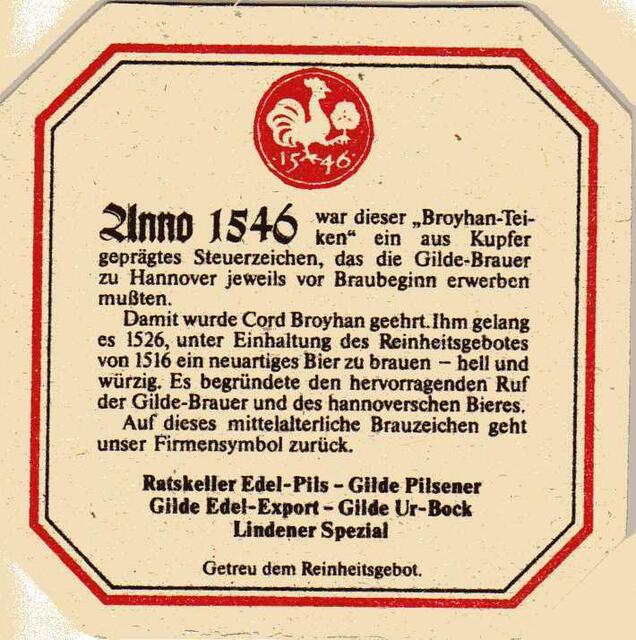 15 46
Anno 1546 war dieser „Broyhan-Tei-
ken“ ein aus Kupfer
geprägtes Steuerzeichen, das die Gilde-Brauer
zu Hannover jeweils vor Braubeginn erwerben
mußten.
Damit wurde Cord Broyhan geehrt. Ihm gelang
es 1526, unter Einhaltung des Reinheitsgebotes
von 1516 ein neuartiges Bier zu brauen – hell und
würzig. Es begründete den hervorragenden Ruf
der Gilde-Brauer und des hannoverschen Bieres.
Auf dieses mittelalterliche Brauzeichen geht
unser Firmensymbol zurück.
Ratskeller Edel-Pils – Gilde Pilsener
Gilde Edel-Export – Gilde Ur-Bock
Lindener Spezial
Getreu dem Reinheitsgebot.